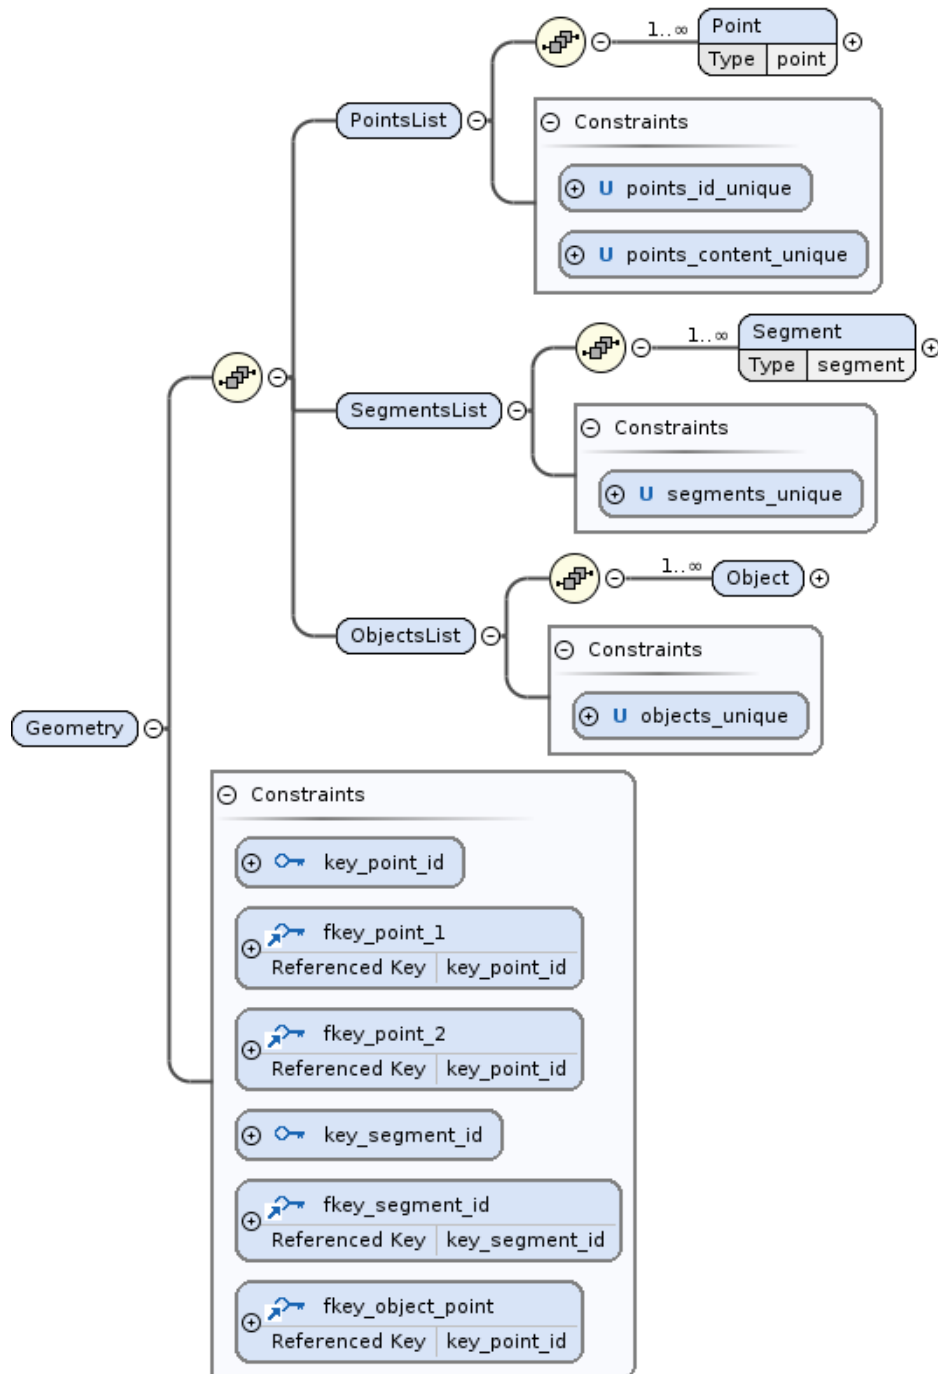 1..∞
Point
Type point
PointsList
Constraints
U points_id_unique
U points_content_unique
1..∞
Segment
Type segment
SegmentsList
Constraints
U segments_unique
1..∞
Object
ObjectsList
Constraints
U objects_unique
Geometry
Constraints
key_point_id
fkey_point_1
Referenced Key key_point_id
fkey_point_2
Referenced Key key_point_id
key_segment_id
fkey_segment_id
Referenced Key key_segment_id
fkey_object_point
Referenced Key key_point_id